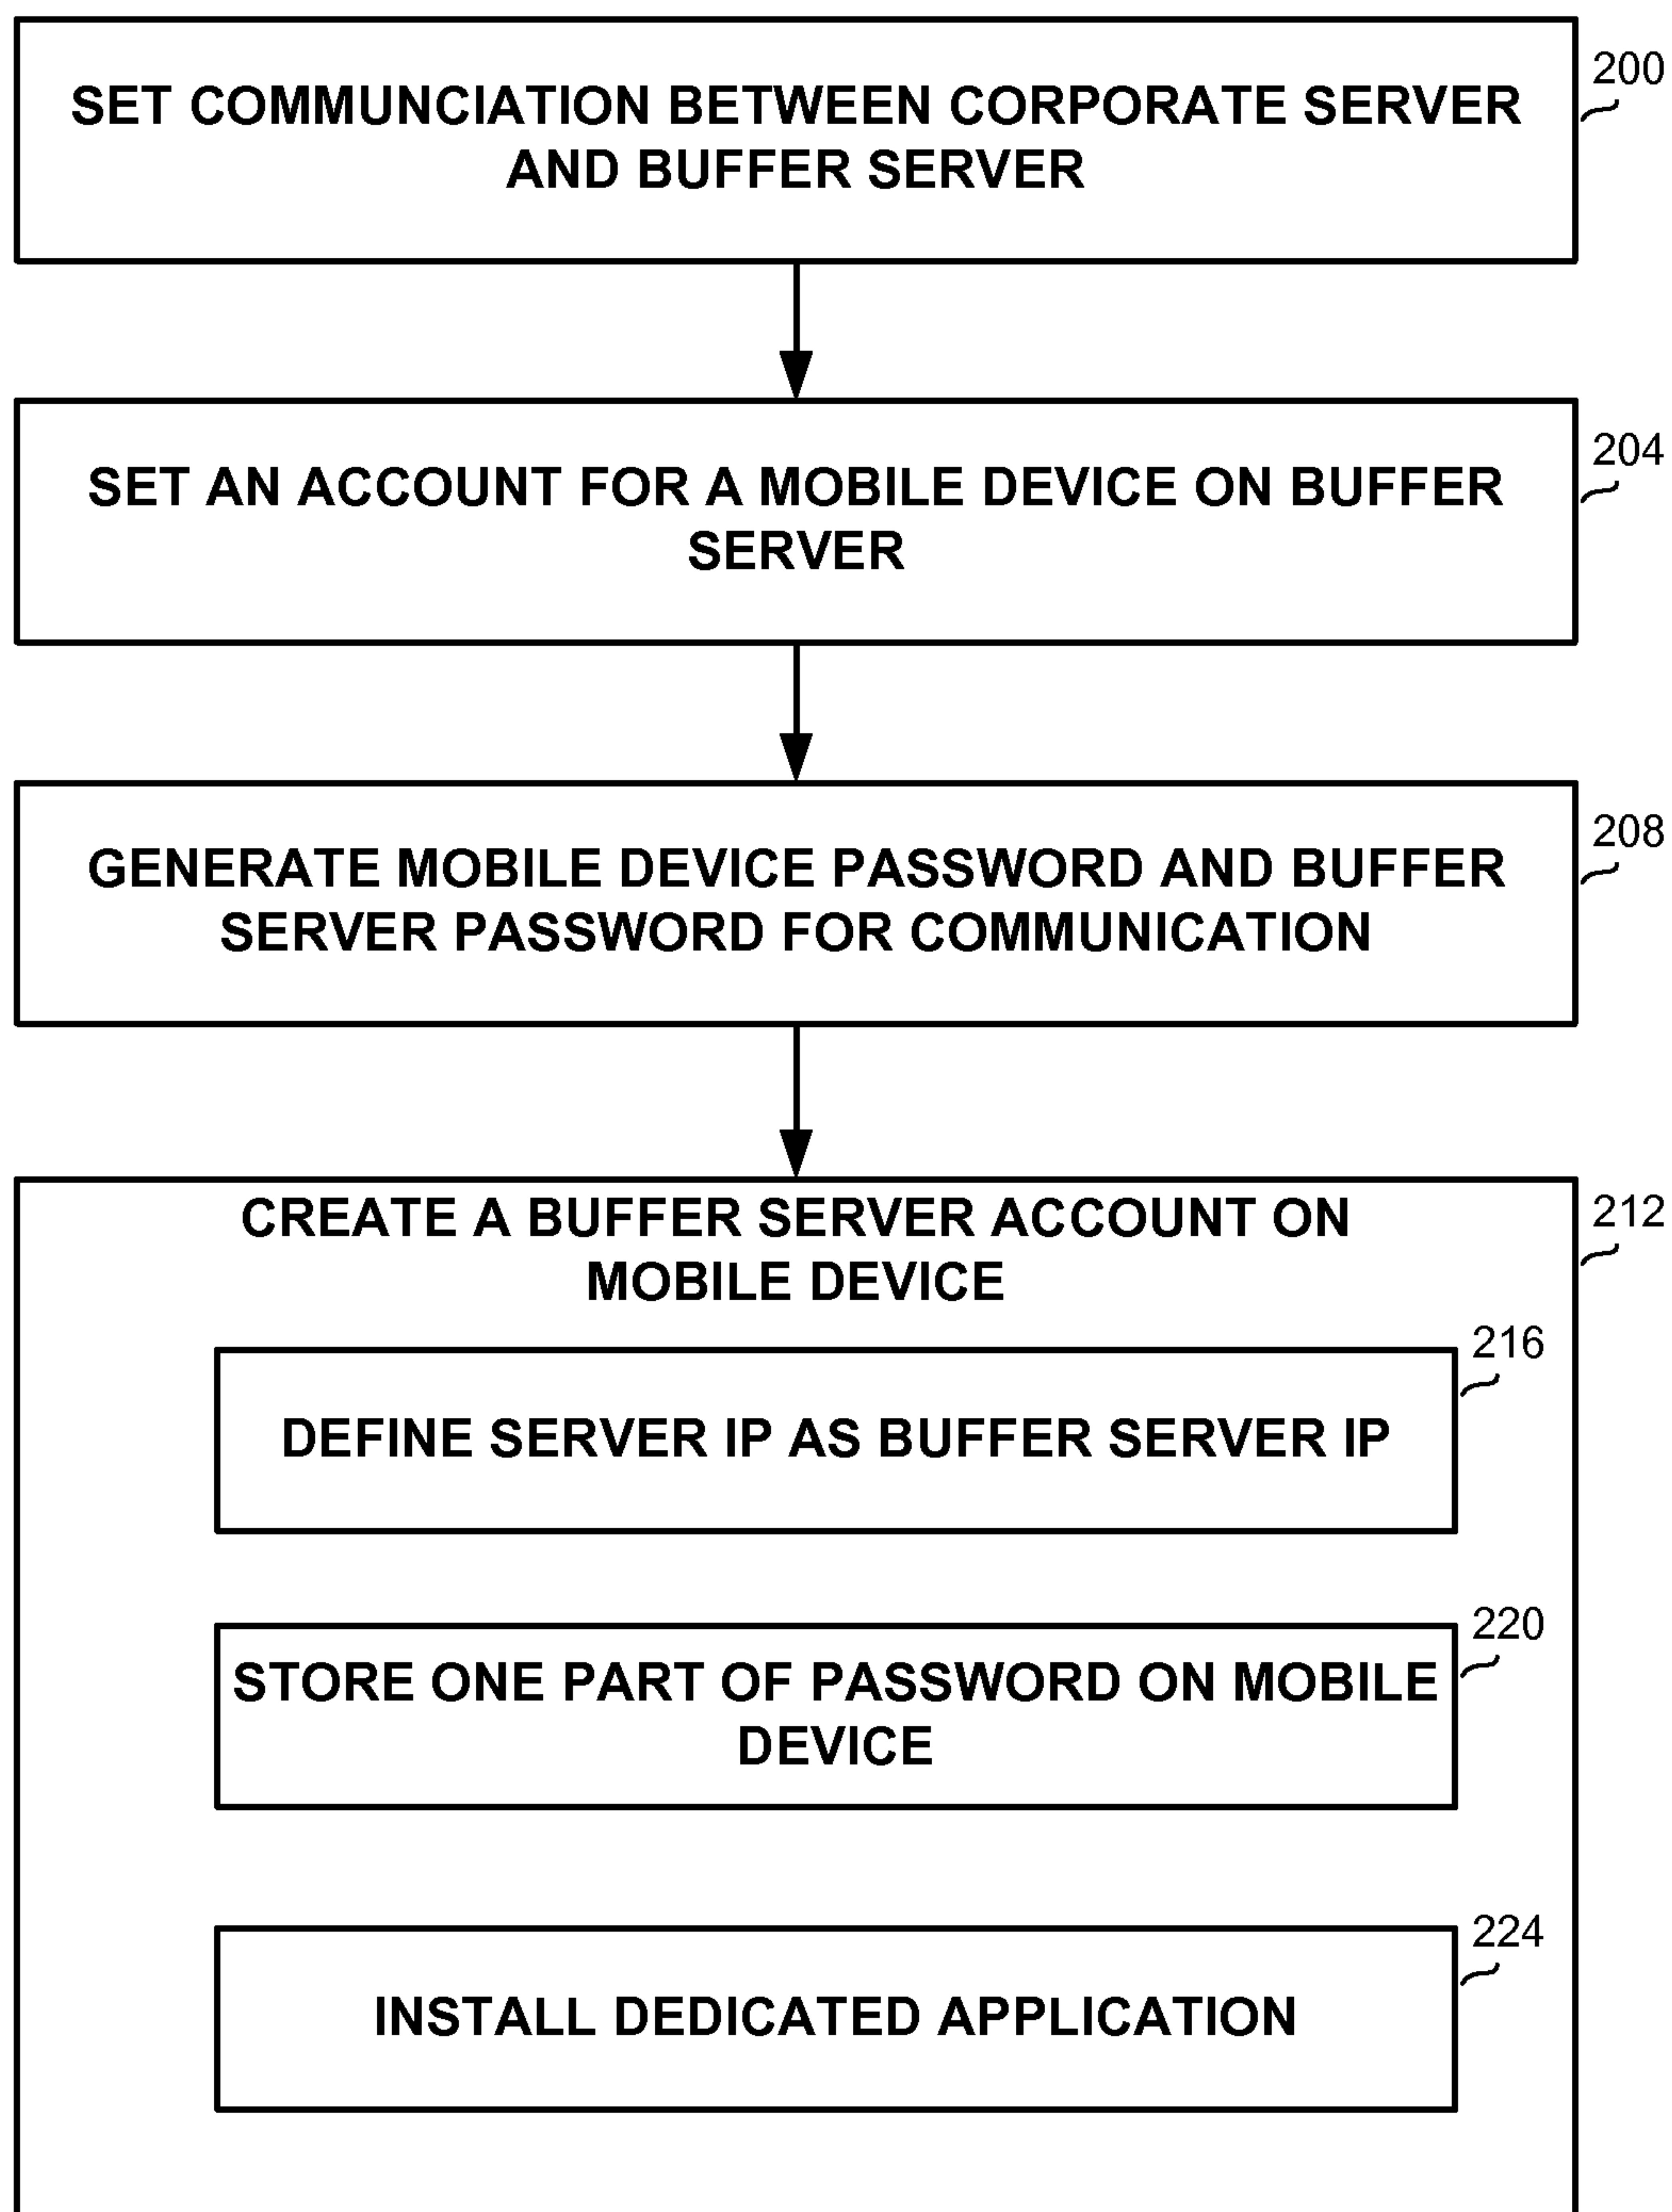 200
SET COMMUNCIATION BETWEEN CORPORATE SERVER
AND BUFFER SERVER
204
SET AN ACCOUNT FOR A MOBILE DEVICE ON BUFFER
SERVER
208
GENERATE MOBILE DEVICE PASSWORD AND BUFFER
SERVER PASSWORD FOR COMMUNICATION
212
CREATE A BUFFER SERVER ACCOUNT ON
MOBILE DEVICE
216
DEFINE SERVER IP AS BUFFER SERVER IP
220
STORE ONE PART OF PASSWORD ON MOBILE
DEVICE
224
INSTALL DEDICATED APPLICATION